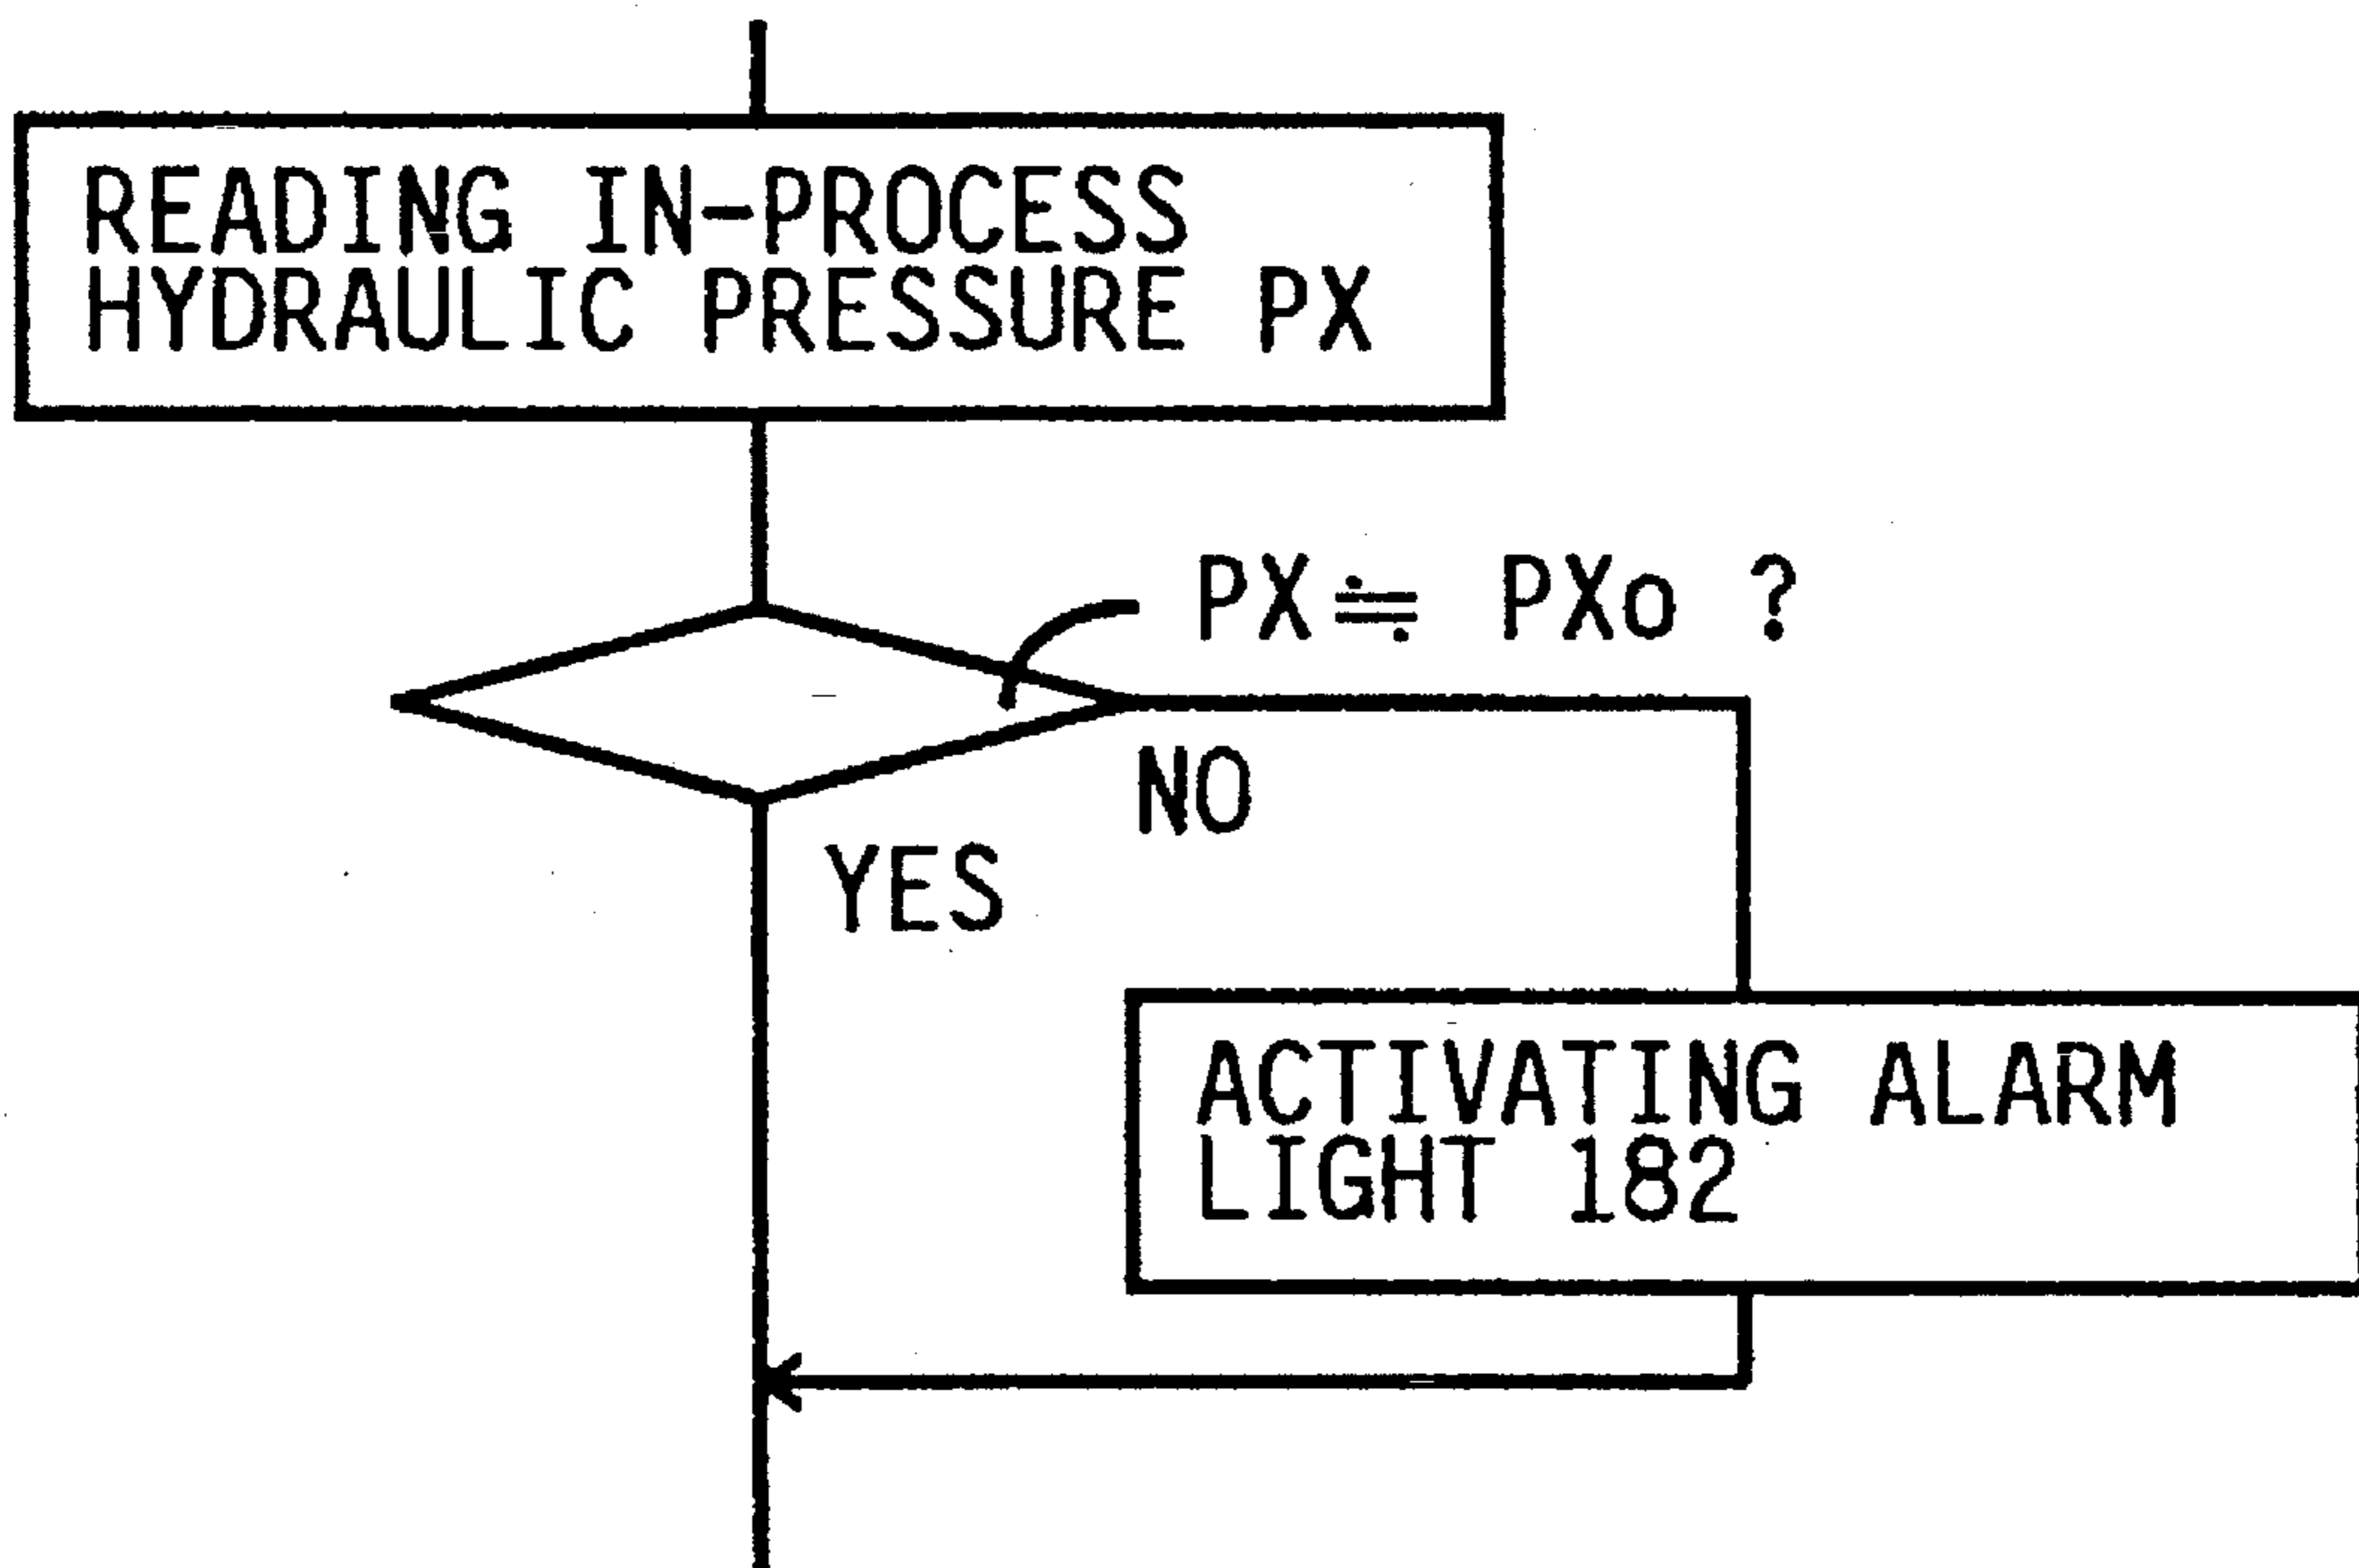 READING IN-PROCESS
HYDRAULIC PRESSURE PX
PX≒ PXo ?
NO
YES
ACTIVATING ALARM
LIGHT 182